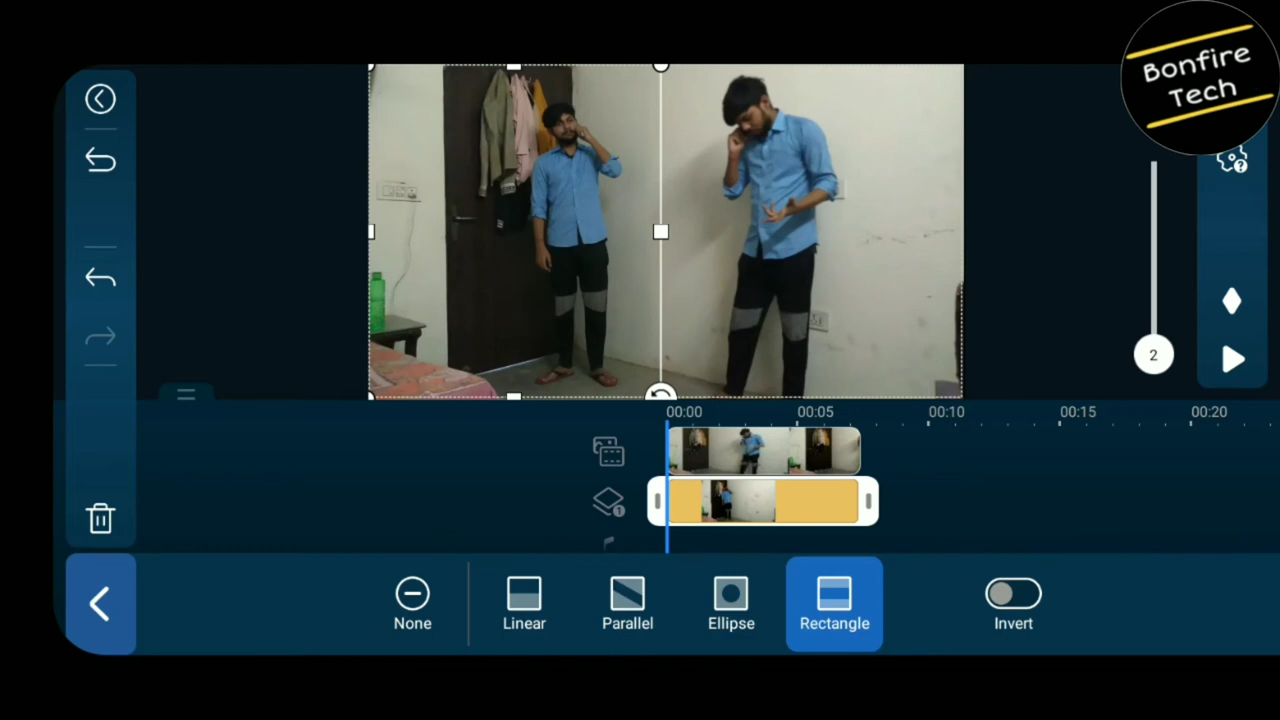 Bonfire
Tech
2
00:00
00:05
00:10
00:15
00:20
1
None
Linear
Parallel
Ellipse
Rectangle
Invert